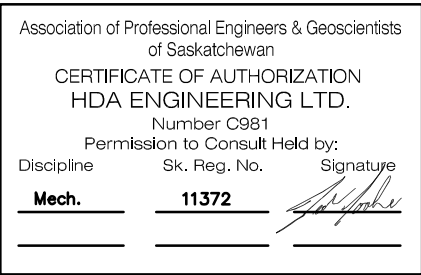 Association of Professional Engineers & Geoscientists
of Saskatchewan
CERTIFICATE OF AUTHORIZATION
HDA ENGINEERING LTD.
Number C981
Permission to Consult Held by:
Discipline Sk. Reg. No. Signature
Mech. 11372